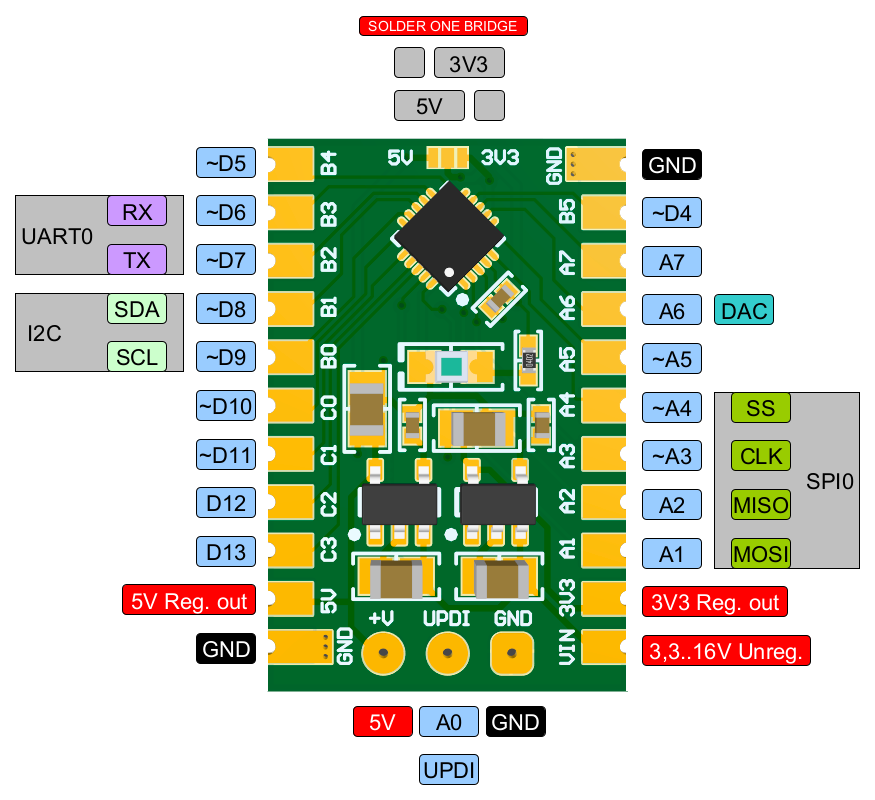 SOLDER ONE BRIDGE
3V3
5V
5V 3V3
~D5 B4 GND GND
RX ~D6 B3 B5 ~D4
UART0
TX ~D7 B2 A7 A7
SDA ~D8 B1 A6 A6 DAC
I2C
SCL ~D9 B0 A5 ~A5
0402
~D10 C0 A4 ~A4 SS
~D11 C1 A3 ~A3 CLK
SPI0
D12 C2 A2 A2 MISO
D13 C3 A1 A1 MOSI
5V Reg. out 5V 3V3 3V3 Reg. out
+V UPDI GND
GND GND VIN 3,3..16V Unreg.
5V A0 GND
UPDI